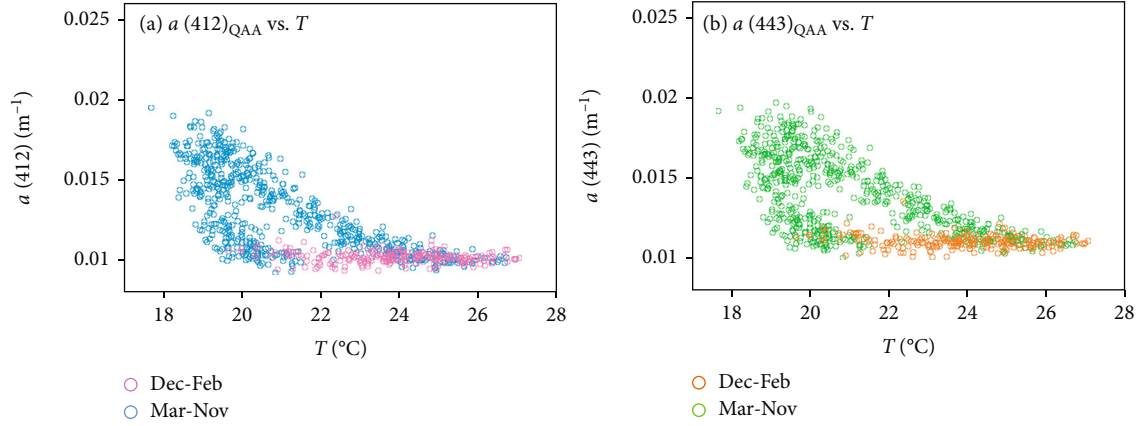 (a) a (412)QAA vs. T
0.025
0.02
0.015
0.01
a (412) (m⁻¹)
18 20 22 24 26 28
T (°C)
Dec-Feb
Mar-Nov
(b) a (443)QAA vs. T
0.025
0.02
0.015
0.01
a (443) (m⁻¹)
18 20 22 24 26 28
T (°C)
Dec-Feb
Mar-Nov